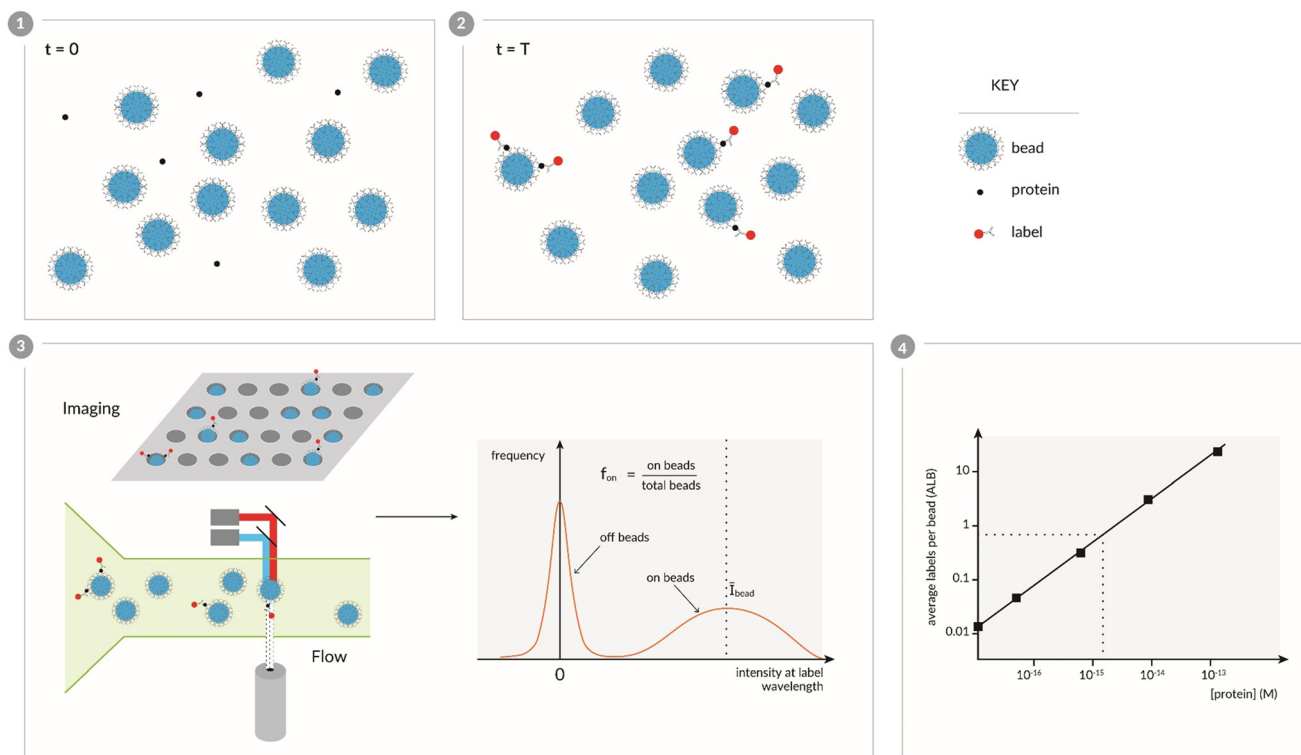 1
t = 0
2
t = T
KEY
bead
protein
label
3
Imaging
Flow
frequency
f_on = on beads / total beads
off beads
on beads
Ī_bead
0
intensity at label
wavelength
4
average labels per bead (ALB)
10
1
0.1
0.01
10⁻¹⁶ 10⁻¹⁵ 10⁻¹⁴ 10⁻¹³
[protein] (M)